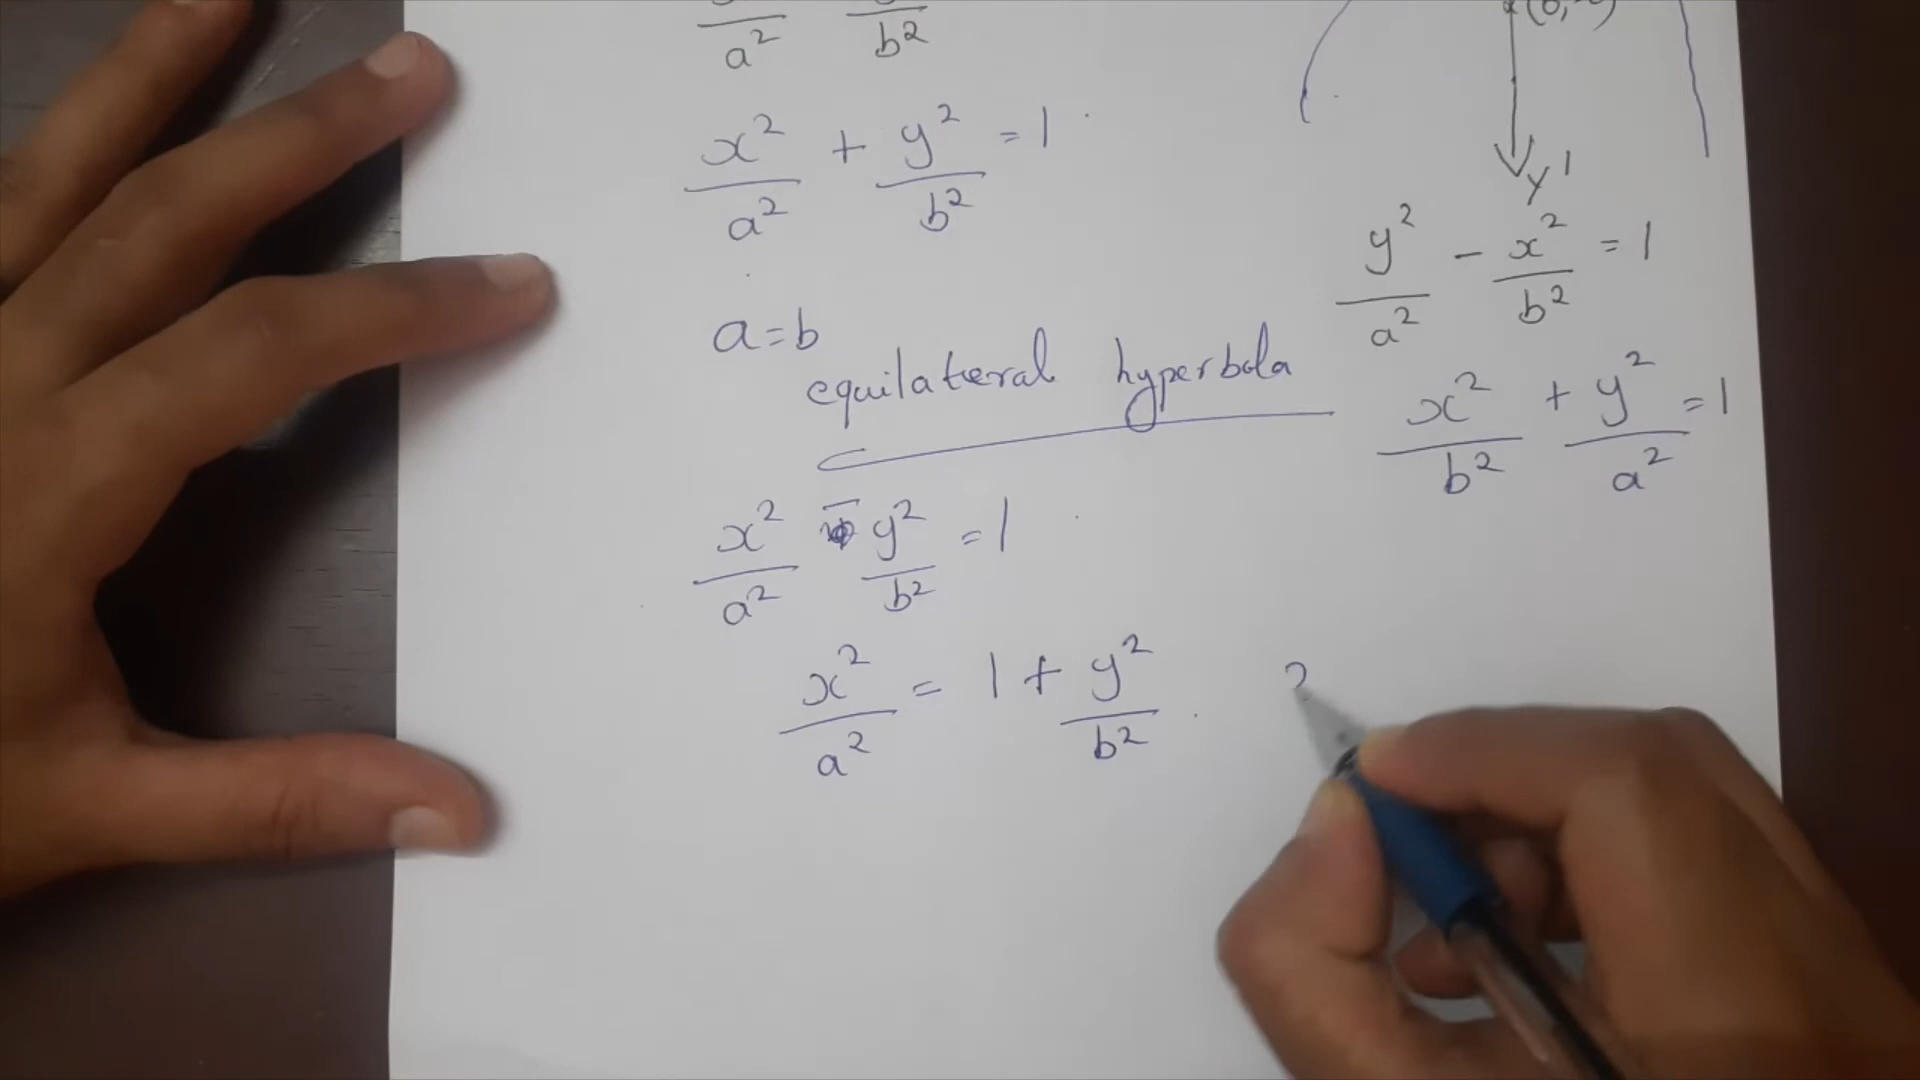 a² b²
x²/a² + y²/b² = 1
a=b
equilateral hyperbola
x²/a² - y²/b² = 1
x²/a² = 1 + y²/b²
y'
y²/a² - x²/b² = 1
x²/b² + y²/a² = 1